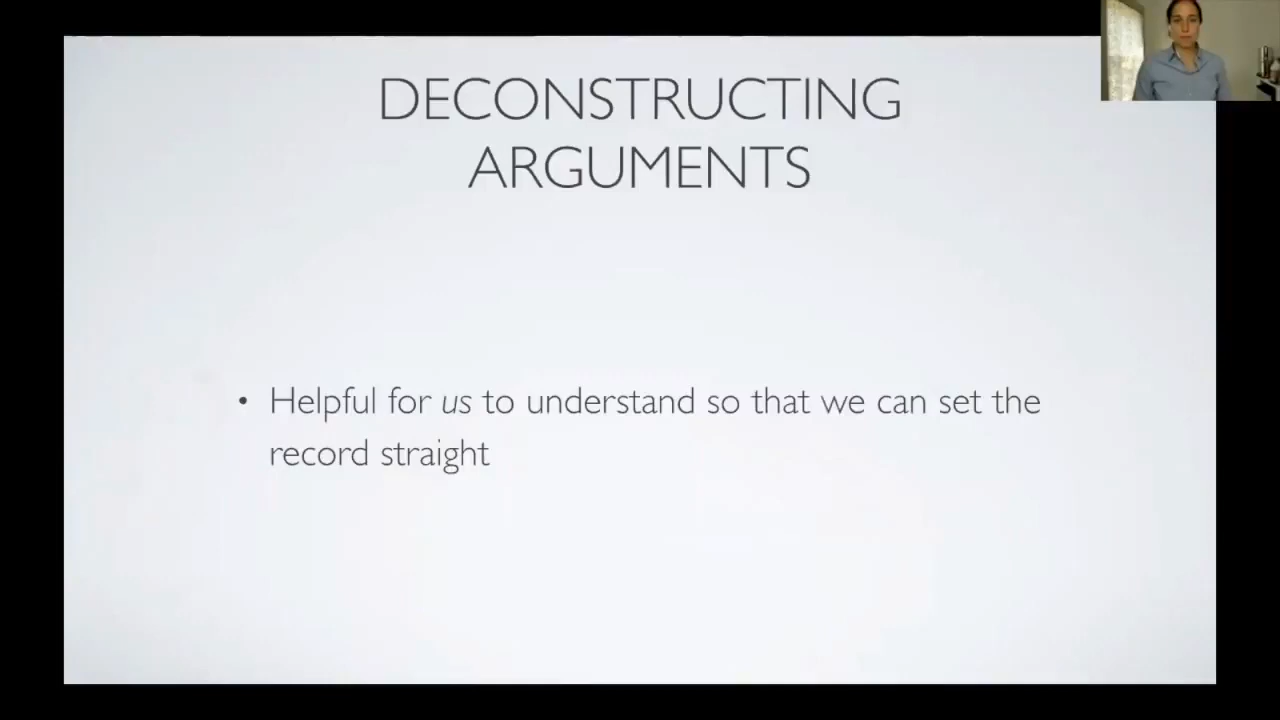 DECONSTRUCTING
ARGUMENTS
• Helpful for us to understand so that we can set the
record straight